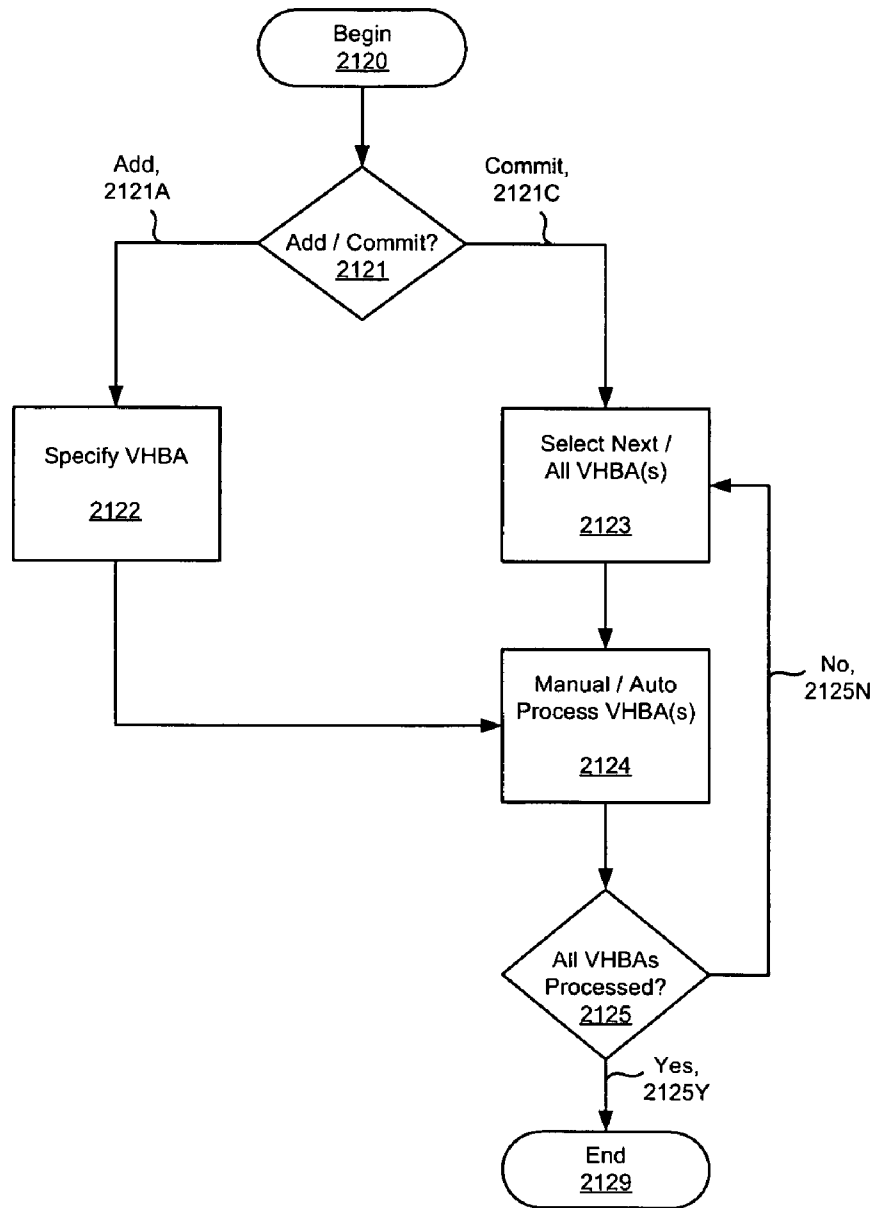 Begin
2120
Add,
2121A
Commit,
2121C
Add / Commit?
2121
Specify VHBA
2122
Select Next /
All VHBA(s)
2123
Manual / Auto
Process VHBA(s)
2124
No,
2125N
All VHBAs
Processed?
2125
Yes,
2125Y
End
2129